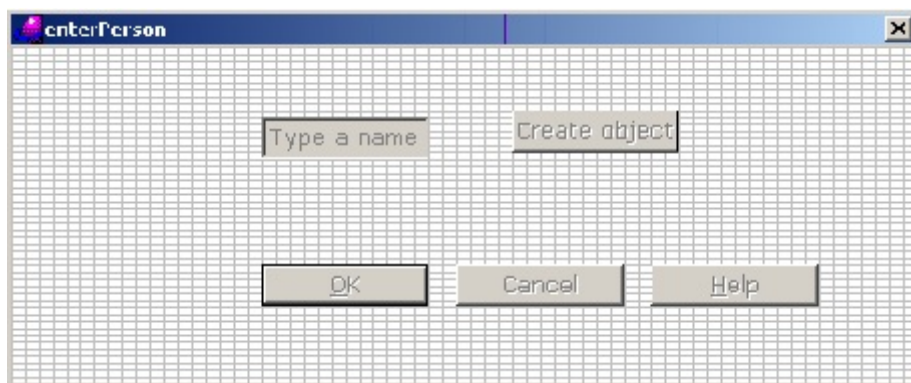 enterPerson
Type a name
Create object
OK
Cancel
Help